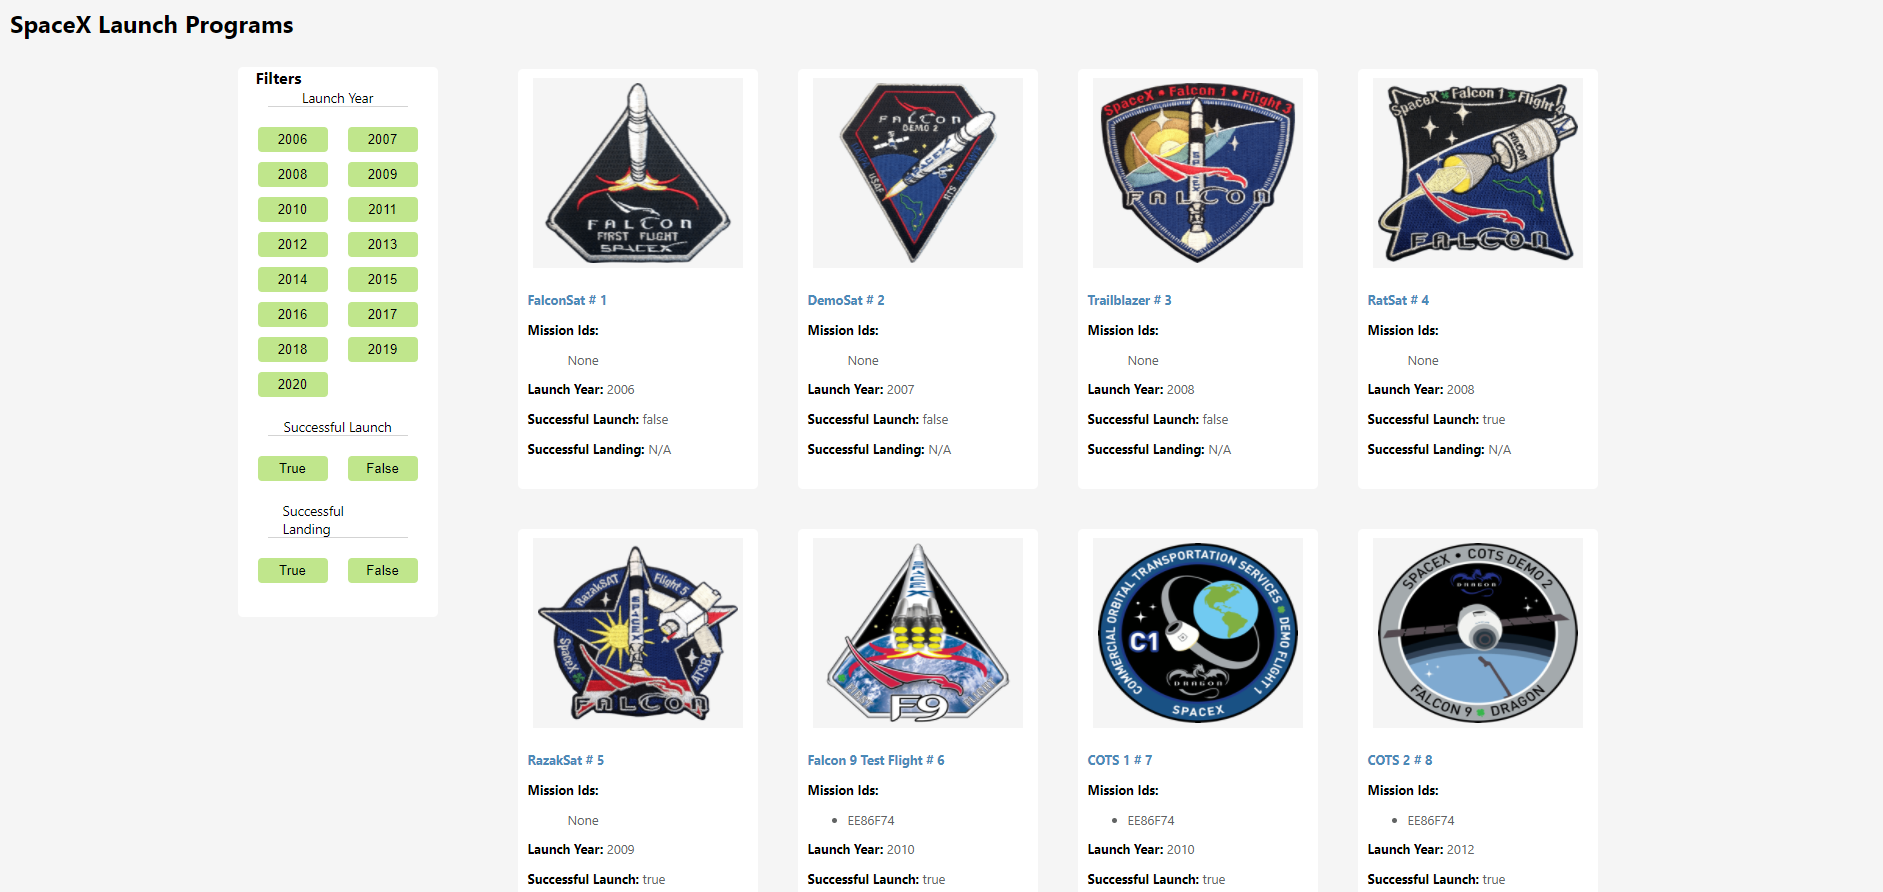 SpaceX Launch Programs
Filters
Launch Year
2006 2007
2008 2009
2010 2011
2012 2013
2014 2015
2016 2017
2018 2019
2020
Successful Launch
True False
Successful
Landing
True False
FALCON
FIRST FLIGHT
SPACEX
FalconSat # 1
Mission Ids:
None
Launch Year: 2006
Successful Launch: false
Successful Landing: N/A
FALCON
DEMO 2
SPACEX
USAF
RTS
DemoSat # 2
Mission Ids:
None
Launch Year: 2007
Successful Launch: false
Successful Landing: N/A
SpaceX • Falcon 1 • Flight 3
SPACEX
FALCON
Trailblazer # 3
Mission Ids:
None
Launch Year: 2008
Successful Launch: false
Successful Landing: N/A
SpaceX Falcon 1 Flight
FALCON
FALCON
RatSat # 4
Mission Ids:
None
Launch Year: 2008
Successful Launch: true
Successful Landing: N/A
RazakSAT Flight 5
SPACEX
SpaceX
ATSB
FALCON
RazakSat # 5
Mission Ids:
None
Launch Year: 2009
Successful Launch: true
F9
Falcon 9 Test Flight # 6
Mission Ids:
• EE86F74
Launch Year: 2010
Successful Launch: true
COMMERCIAL ORBITAL TRANSPORTATION SERVICES DEMO FLIGHT 1
C1
DRAGON
SPACEX
COTS 1 # 7
Mission Ids:
• EE86F74
Launch Year: 2010
Successful Launch: true
SPACEX • COTS DEMO 2
DRAGON
FALCON 9 DRAGON
COTS 2 # 8
Mission Ids:
• EE86F74
Launch Year: 2012
Successful Launch: true